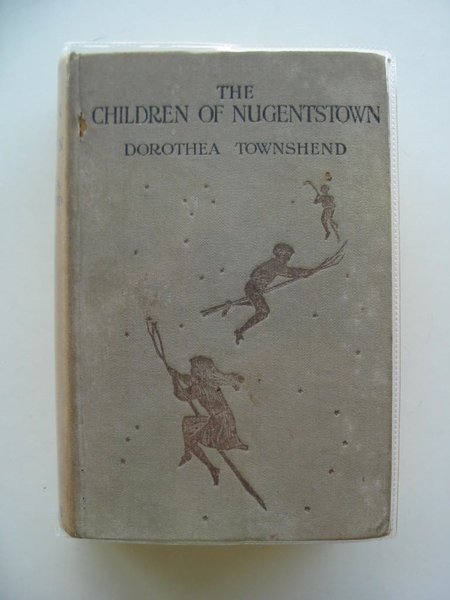 THE
CHILDREN OF NUGENTSTOWN
DOROTHEA TOWNSHEND